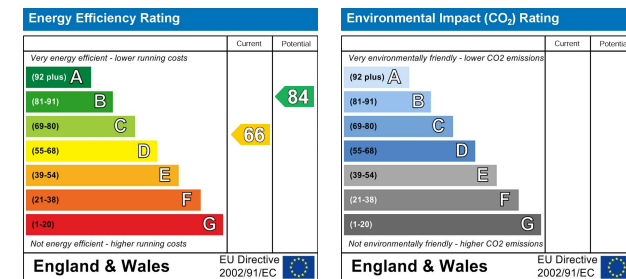 Energy Efficiency Rating
Current Potential
Very energy efficient - lower running costs
(92 plus) A
(81-91) B
84
(69-80) C
66
(55-68) D
(39-54) E
(21-38) F
(1-20) G
Not energy efficient - higher running costs
England & Wales
EU Directive
2002/91/EC
Environmental Impact (CO2) Rating
Current Potential
Very environmentally friendly - lower CO2 emissions
(92 plus) A
(81-91) B
(69-80) C
(55-68) D
(39-54) E
(21-38) F
(1-20) G
Not environmentally friendly - higher CO2 emissions
England & Wales
EU Directive
2002/91/EC